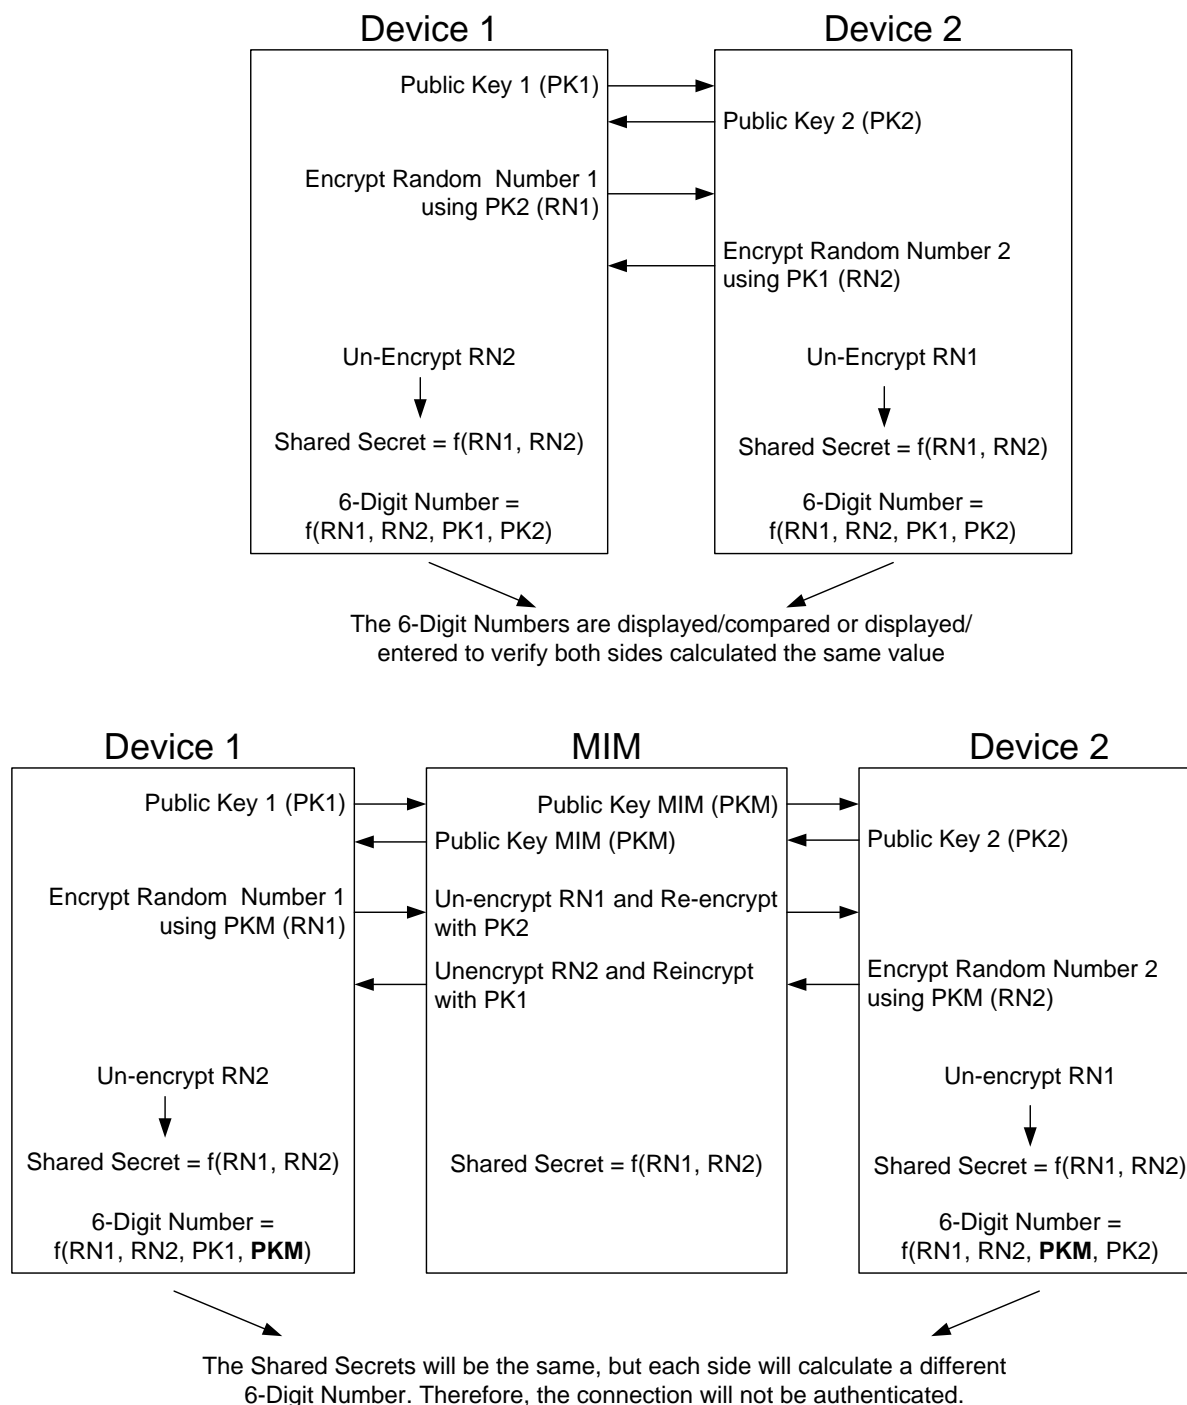 Device 1
Device 2
Public Key 1 (PK1)
Public Key 2 (PK2)
Encrypt Random Number 1
using PK2 (RN1)
Encrypt Random Number 2
using PK1 (RN2)
Un-Encrypt RN2
Un-Encrypt RN1
Shared Secret = f(RN1, RN2)
Shared Secret = f(RN1, RN2)
6-Digit Number =
f(RN1, RN2, PK1, PK2)
6-Digit Number =
f(RN1, RN2, PK1, PK2)
The 6-Digit Numbers are displayed/compared or displayed/
entered to verify both sides calculated the same value
Device 1
MIM
Device 2
Public Key 1 (PK1)
Public Key MIM (PKM)
Public Key MIM (PKM)
Public Key 2 (PK2)
Encrypt Random Number 1
using PKM (RN1)
Un-encrypt RN1 and Re-encrypt
with PK2
Unencrypt RN2 and Reincrypt
with PK1
Encrypt Random Number 2
using PKM (RN2)
Un-encrypt RN2
Un-encrypt RN1
Shared Secret = f(RN1, RN2)
Shared Secret = f(RN1, RN2)
Shared Secret = f(RN1, RN2)
6-Digit Number =
f(RN1, RN2, PK1, PKM)
6-Digit Number =
f(RN1, RN2, PKM, PK2)
The Shared Secrets will be the same, but each side will calculate a different
6-Digit Number. Therefore, the connection will not be authenticated.